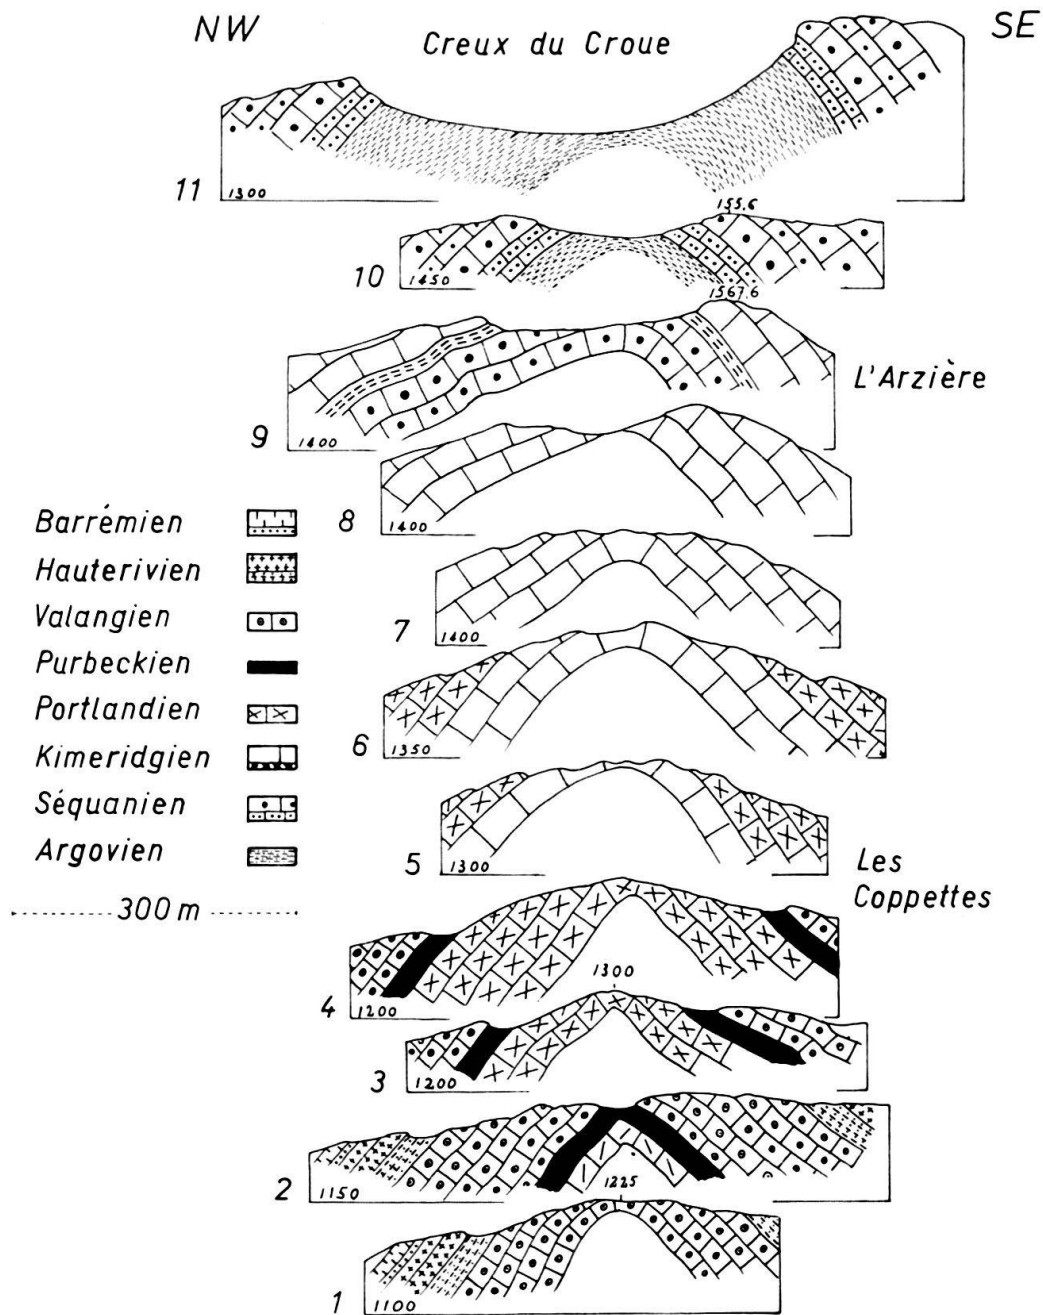 NW
Creux du Croue
SE
11
1300
155.6
10
1450
1567.6
9
1400
L'Arzière
8
1400
7
1400
6
1350
5
1300
Les
Coppettes
4
1200
1300
3
1200
2
1150
1225
1
1100
Barrémien
Hauterivien
Valangien
Purbeckien
Portlandien
Kimeridgien
Séquanien
Argovien
300 m